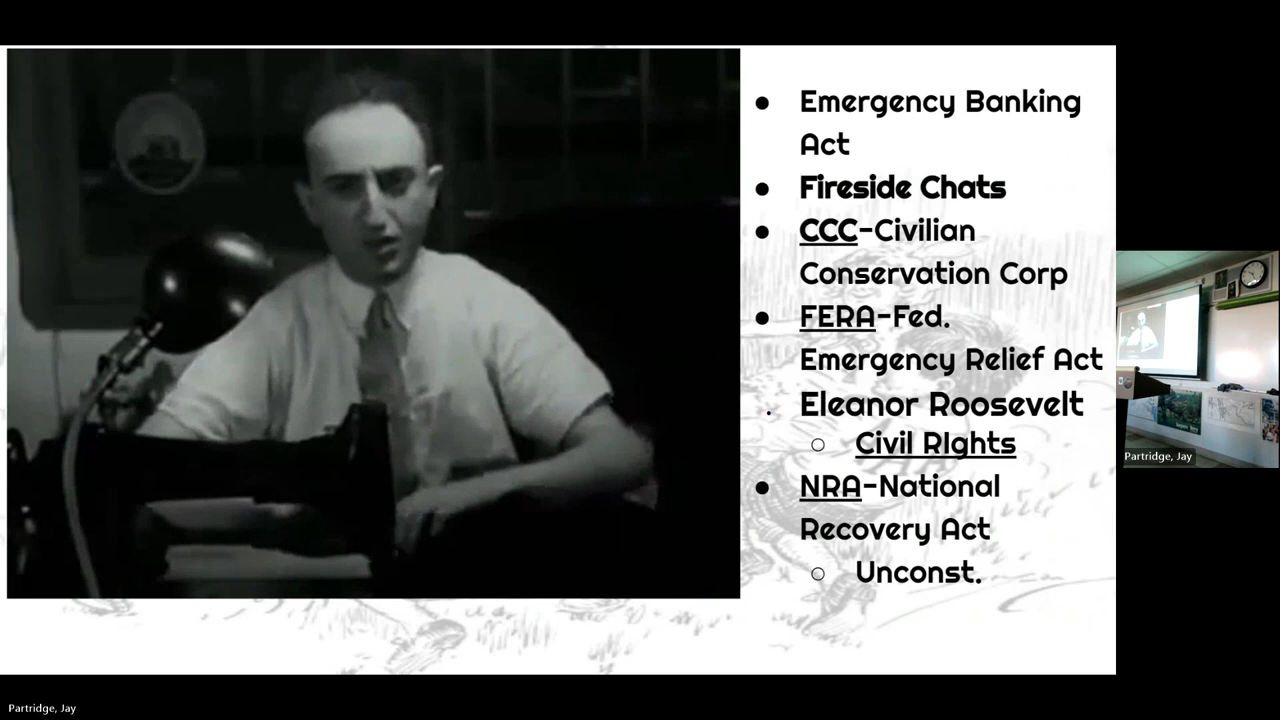 Emergency Banking
Act
Fireside Chats
CCC-Civilian
Conservation Corp
FERA-Fed.
Emergency Relief Act
Eleanor Roosevelt
Civil RIghts
NRA-National
Recovery Act
Unconst.
Partridge, Jay
Partridge, Jay